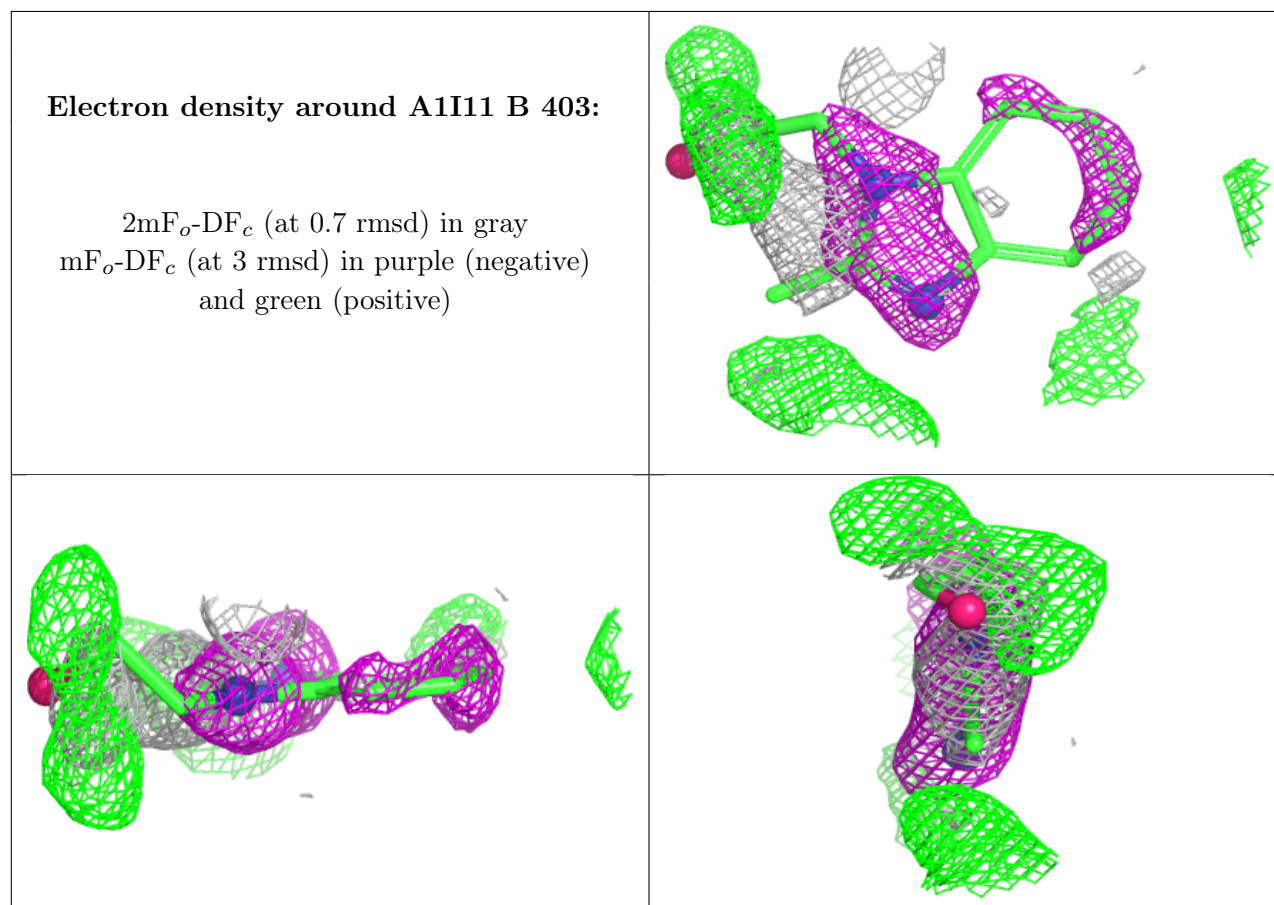 Electron density around A1I11 B 403:
2mFo-DFc (at 0.7 rmsd) in gray
mFo-DFc (at 3 rmsd) in purple (negative)
and green (positive)